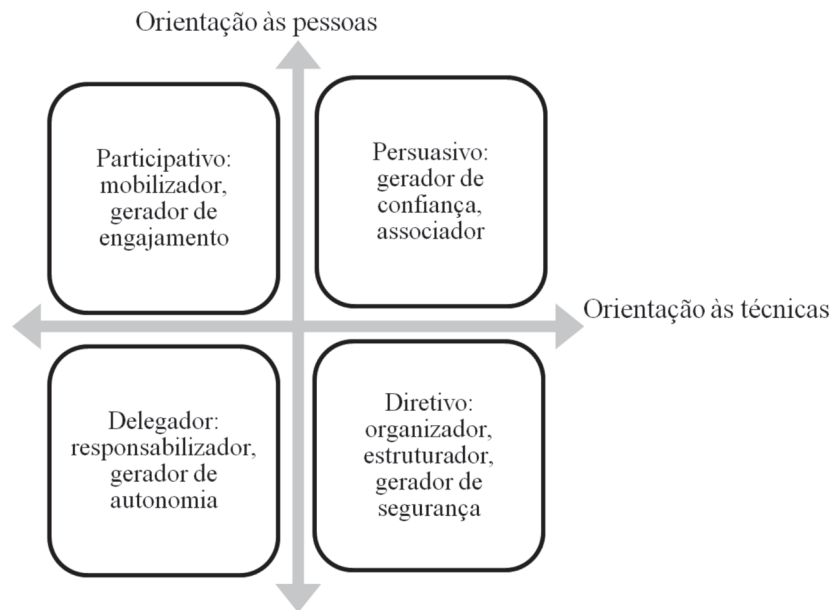 Orientação às pessoas
Participativo:
mobilizador,
gerador de
engajamento
Persuasivo:
gerador de
confiança,
associador
Orientação às técnicas
Delegador:
responsabilizador,
gerador de
autonomia
Diretivo:
organizador,
estruturador,
gerador de
segurança